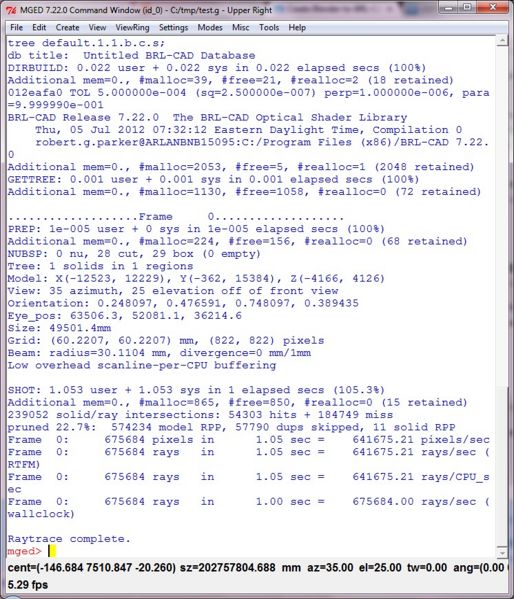 MGED 7.22.0 Command Window (id_0) - C:/tmp/test.g - Upper Right
File Edit Create View ViewRing Settings Modes Misc Tools Help
tree default.1.1.b.c.s;
db title:  Untitled BRL-CAD Database
DIRBUILD: 0.022 user + 0.022 sys in 0.022 elapsed secs (100%)
Additional mem=0., #malloc=39, #free=21, #realloc=2 (18 retained)
012eafa0 TOL 5.000000e-004 (sq=2.500000e-007) perp=1.000000e-006, para
=9.999990e-001
BRL-CAD Release 7.22.0  The BRL-CAD Optical Shader Library
    Thu, 05 Jul 2012 07:32:12 Eastern Daylight Time, Compilation 0
    robert.g.parker@ARLANBNB15095:C:/Program Files (x86)/BRL-CAD 7.22.
0
Additional mem=0., #malloc=2053, #free=5, #realloc=1 (2048 retained)
GETTREE: 0.001 user + 0.001 sys in 0.001 elapsed secs (100%)
Additional mem=0., #malloc=1130, #free=1058, #realloc=0 (72 retained)
...................Frame     0...................
PREP: 1e-005 user + 0 sys in 1e-005 elapsed secs (100%)
Additional mem=0., #malloc=224, #free=156, #realloc=0 (68 retained)
NUBSP: 0 nu, 28 cut, 29 box (0 empty)
Tree: 1 solids in 1 regions
Model: X(-12523, 12229), Y(-362, 15384), Z(-4166, 4126)
View: 35 azimuth, 25 elevation off of front view
Orientation: 0.248097, 0.476591, 0.748097, 0.389435
Eye_pos: 63506.3, 52081.1, 36214.6
Size: 49501.4mm
Grid: (60.2207, 60.2207) mm, (822, 822) pixels
Beam: radius=30.1104 mm, divergence=0 mm/1mm
Low overhead scanline-per-CPU buffering
SHOT: 1.053 user + 1.053 sys in 1 elapsed secs (105.3%)
Additional mem=0., #malloc=865, #free=850, #realloc=0 (15 retained)
239052 solid/ray intersections: 54303 hits + 184749 miss
pruned 22.7%:  574234 model RPP, 57790 dups skipped, 11 solid RPP
Frame  0:     675684 pixels in      1.05 sec =    641675.21 pixels/sec
Frame  0:     675684 rays   in      1.05 sec =    641675.21 rays/sec (
RTFM)
Frame  0:     675684 rays   in      1.05 sec =    641675.21 rays/CPU_s
ec
Frame  0:     675684 rays   in      1.00 sec =    675684.00 rays/sec (
wallclock)
Raytrace complete.
mged>
cent=(-146.684 7510.847 -20.260) sz=202757804.688  mm  az=35.00  el=25.00  tw=0.00  ang=(0.00
5.29 fps